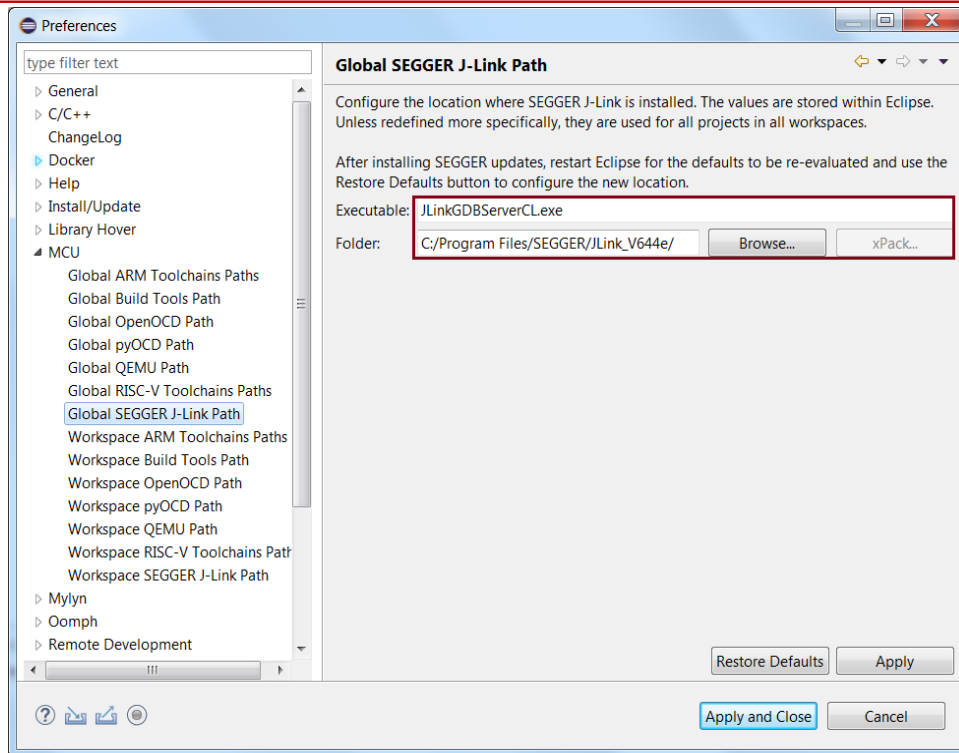 Preferences
type filter text
General
C/C++
ChangeLog
Docker
Help
Install/Update
Library Hover
MCU
Global ARM Toolchains Paths
Global Build Tools Path
Global OpenOCD Path
Global pyOCD Path
Global QEMU Path
Global RISC-V Toolchains Paths
Global SEGGER J-Link Path
Workspace ARM Toolchains Paths
Workspace Build Tools Path
Workspace OpenOCD Path
Workspace pyOCD Path
Workspace QEMU Path
Workspace RISC-V Toolchains Path
Workspace SEGGER J-Link Path
Mylyn
Oomph
Remote Development
Global SEGGER J-Link Path
Configure the location where SEGGER J-Link is installed. The values are stored within Eclipse.
Unless redefined more specifically, they are used for all projects in all workspaces.
After installing SEGGER updates, restart Eclipse for the defaults to be re-evaluated and use the
Restore Defaults button to configure the new location.
Executable: JLinkGDBServerCL.exe
Folder: C:/Program Files/SEGGER/JLink_V644e/ Browse... xPack...
Restore Defaults Apply
Apply and Close Cancel